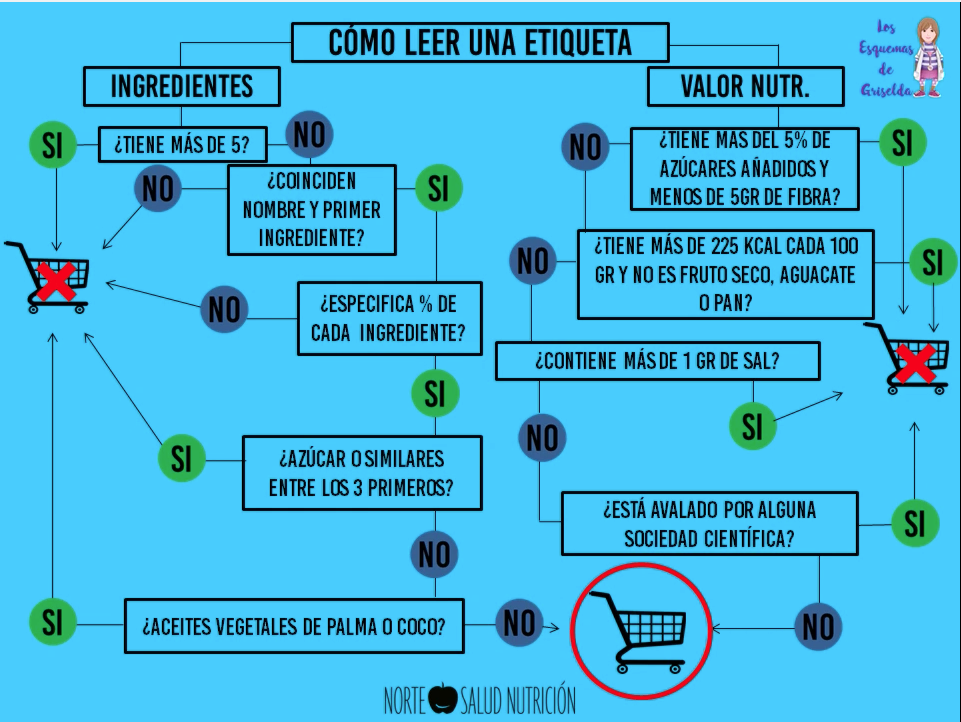 CÓMO LEER UNA ETIQUETA
Los
Esquemas
de
Griselda
INGREDIENTES
VALOR NUTR.
SI
¿TIENE MÁS DE 5?
NO
NO
¿COINCIDEN
NOMBRE Y PRIMER
INGREDIENTE?
SI
NO
¿ESPECIFICA % DE
CADA INGREDIENTE?
SI
SI
¿AZÚCAR O SIMILARES
ENTRE LOS 3 PRIMEROS?
NO
SI
¿ACEITES VEGETALES DE PALMA O COCO?
NO
NO
¿TIENE MAS DEL 5% DE
AZÚCARES AÑADIDOS Y
MENOS DE 5GR DE FIBRA?
SI
NO
¿TIENE MÁS DE 225 KCAL CADA 100
GR Y NO ES FRUTO SECO, AGUACATE
O PAN?
SI
¿CONTIENE MÁS DE 1 GR DE SAL?
SI
NO
¿ESTÁ AVALADO POR ALGUNA
SOCIEDAD CIENTÍFICA?
SI
NO
NORTE SALUD NUTRICIÓN